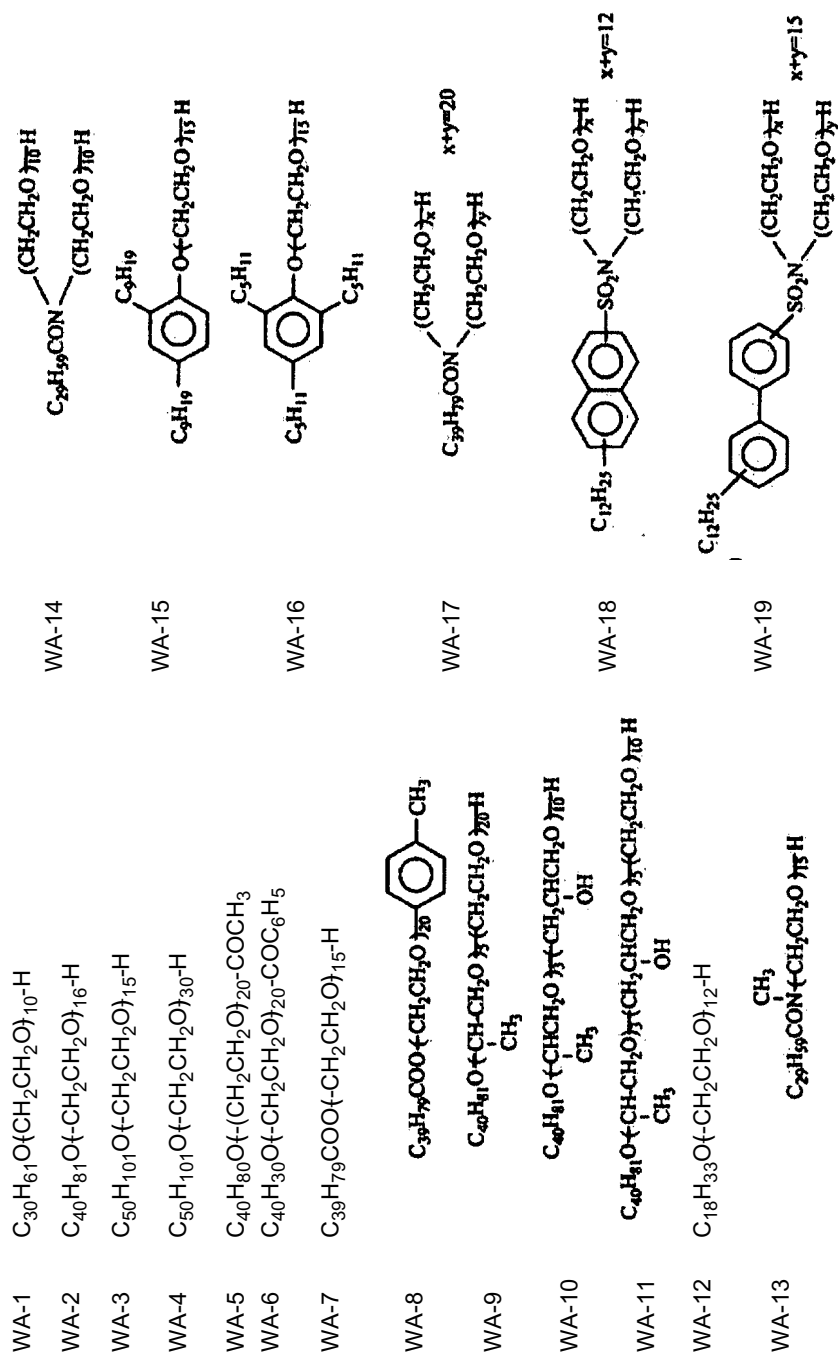 WA-1 C30H61O(CH2CH2O)10-H
WA-2 C40H81O(-CH2CH2O)16-H
WA-3 C50H101O(-CH2CH2O)15-H
WA-4 C50H101O(-CH2CH2O)30-H
WA-5 C40H80O(-(CH2CH2O)20-COCH3
WA-6 C40H30O(-CH2CH2O)20-COC6H5
WA-7 C39H79COO(-CH2CH2O)15-H
WA-8 C39H79COO(CH2CH2O)20 CH3
WA-9 C40H81O(CH-CH2O)5(CH2CH2O)20H
CH3
WA-10 C40H81O(CHCH2O)3(CH2CHCH2O)10H
CH3 OH
WA-11 C40H81O(CH-CH2O)3(CH2CHCH2O)5(CH2CH2O)10H
CH3 OH
WA-12 C18H33O(-CH2CH2O)12-H
WA-13 CH3
C29H59CON(CH2CH2O)15H
WA-14 C29H59CON
(CH2CH2O)10H
(CH2CH2O)10H
WA-15 C9H19
C9H19 O(CH2CH2O)15H
WA-16 C5H11
C5H11 O(CH2CH2O)15H
C5H11
WA-17 C39H79CON
(CH2CH2O)xH
(CH2CH2O)yH
x+y=20
WA-18 C12H25 SO2N
(CH2CH2O)xH
(CH2CH2O)yH
x+y=12
WA-19 C12H25 SO2N
(CH2CH2O)xH
(CH2CH2O)yH
x+y=15